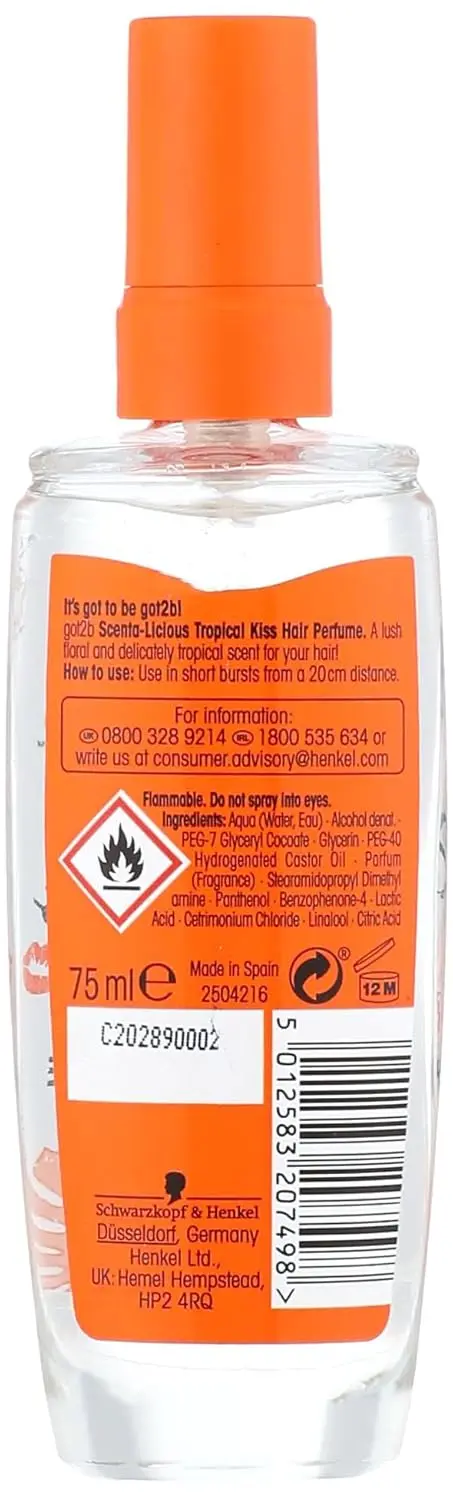 It's got to be got2b!
got2b Scenta-Licious Tropical Kiss Hair Perfume. A lush
floral and delicately tropical scent for your hair!
How to use: Use in short bursts from a 20cm distance.
For information:
UK 0800 328 9214 IRL 1800 535 634 or
write us at consumer.advisory@henkel.com
Flammable. Do not spray into eyes.
Ingredients: Aqua (Water, Eau) · Alcohol denat. ·
PEG-7 Glyceryl Cocoate · Glycerin · PEG-40
Hydrogenated Castor Oil · Parfum
(Fragrance) · Stearamidopropyl Dimethyl
amine · Panthenol · Benzophenone-4 · Lactic
Acid · Cetrimonium Chloride · Linalool · Citric Acid
75 ml e
Made in Spain
2504216
®
12 M
C202890002
5 012583 207498 >
Schwarzkopf & Henkel
Düsseldorf, Germany
Henkel Ltd.,
UK: Hemel Hempstead,
HP2 4RQ